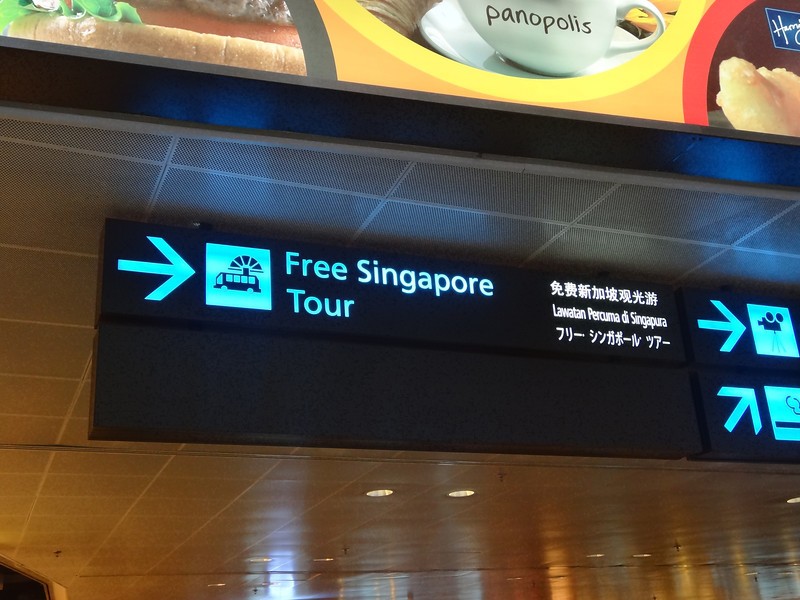 panopolis
Free Singapore
Tour
免费新加坡观光游
Lawatan Percuma di Singapura
フリー シンガポール ツアー